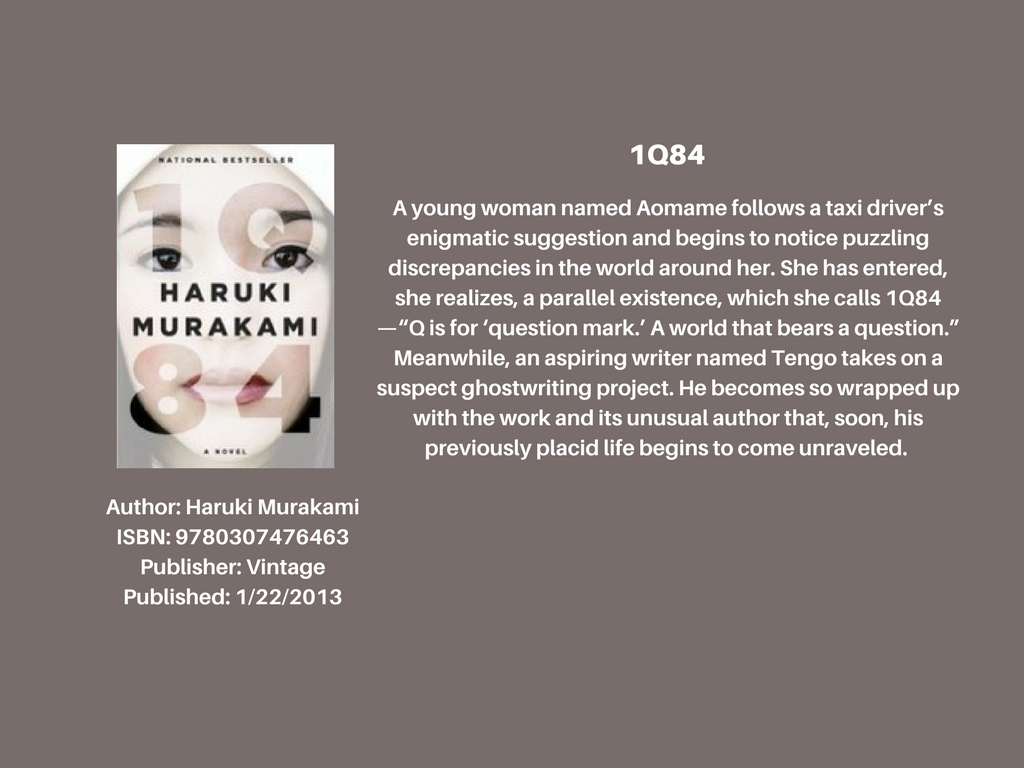 NATIONAL BESTSELLER
1Q
HARUKI
MURAKAMI
84
A NOVEL
Author: Haruki Murakami
ISBN: 9780307476463
Publisher: Vintage
Published: 1/22/2013
1Q84
A young woman named Aomame follows a taxi driver’s
enigmatic suggestion and begins to notice puzzling
discrepancies in the world around her. She has entered,
she realizes, a parallel existence, which she calls 1Q84
—“Q is for ‘question mark.’ A world that bears a question.”
Meanwhile, an aspiring writer named Tengo takes on a
suspect ghostwriting project. He becomes so wrapped up
with the work and its unusual author that, soon, his
previously placid life begins to come unraveled.